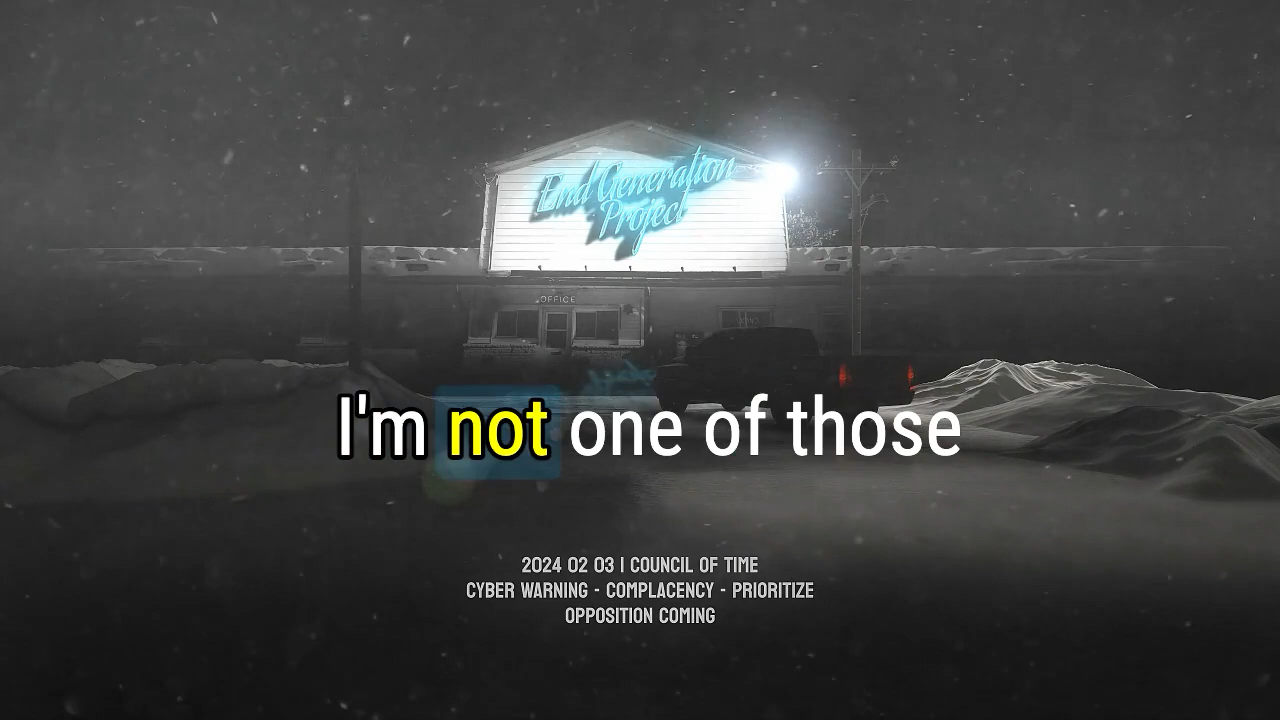 End Generation
Project
OFFICE
I'm not one of those
2024 02 03 | COUNCIL OF TIME
CYBER WARNING - COMPLACENCY - PRIORITIZE
OPPOSITION COMING